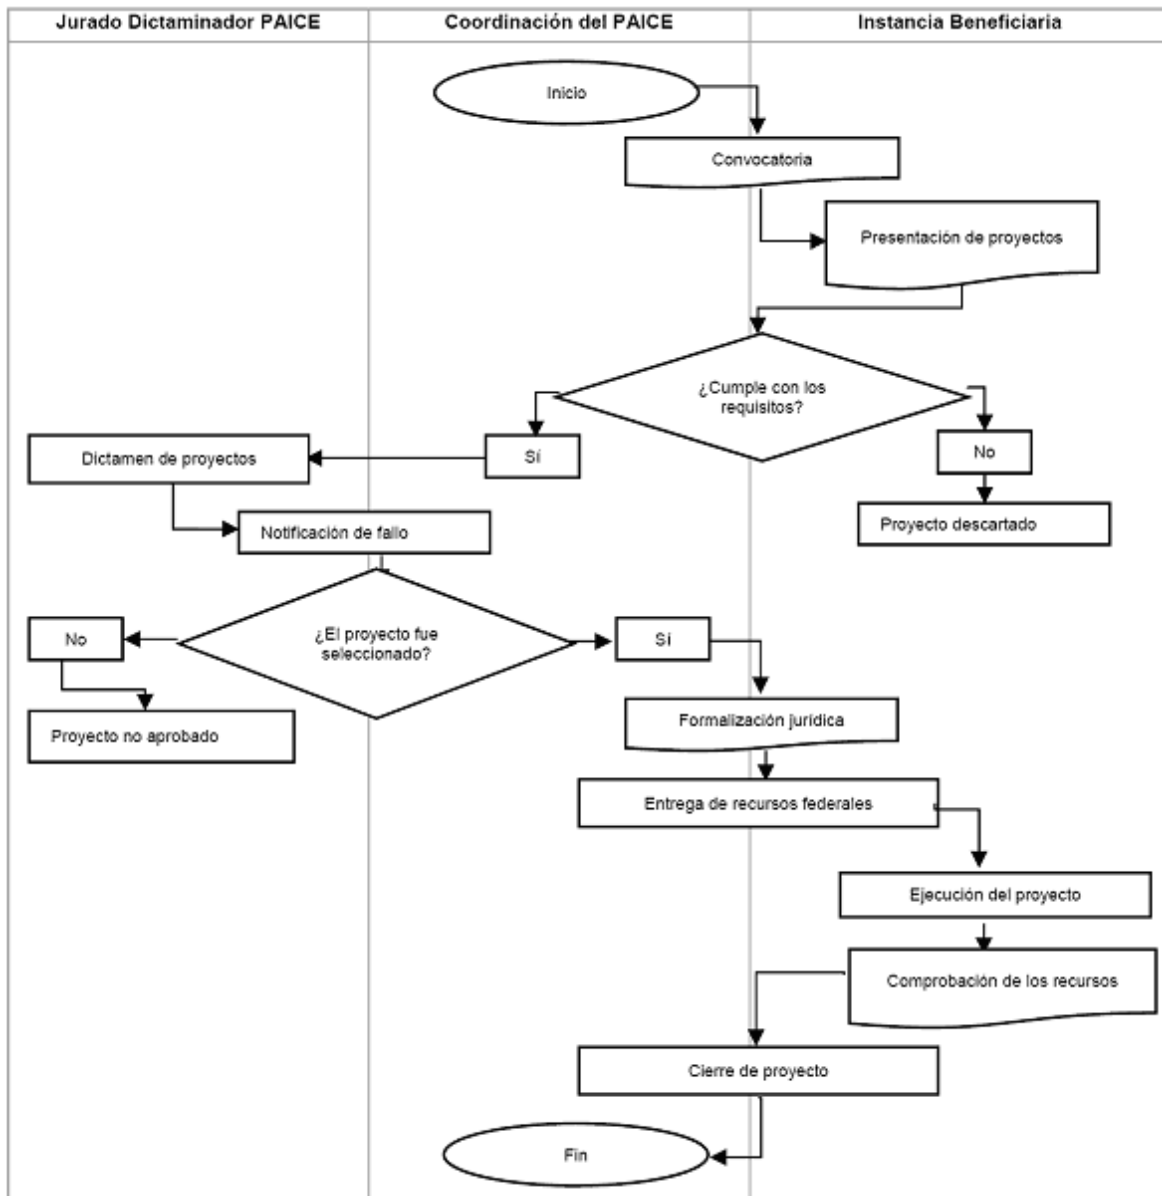 Jurado Dictaminador PAICE
Coordinación del PAICE
Instancia Beneficiaria
Inicio
Convocatoria
Presentación de proyectos
¿Cumple con los
requisitos?
Sí
No
Dictamen de proyectos
Proyecto descartado
Notificación de fallo
¿El proyecto fue
seleccionado?
No
Sí
Proyecto no aprobado
Formalización jurídica
Entrega de recursos federales
Ejecución del proyecto
Comprobación de los recursos
Cierre de proyecto
Fin